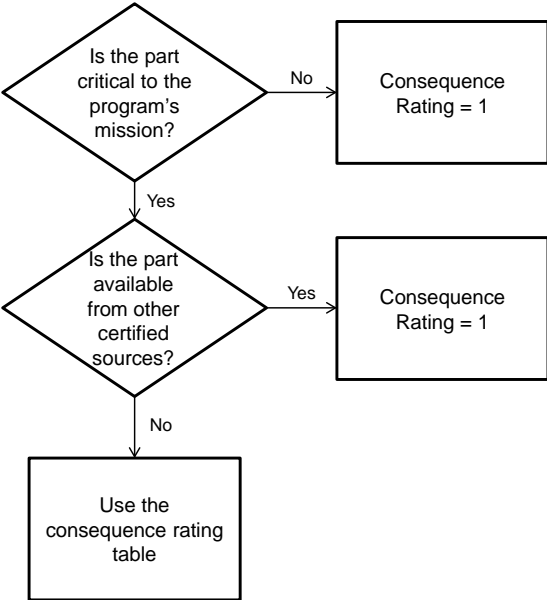 Is the part
critical to the
program's
mission?
No
Consequence
Rating = 1
Yes
Is the part
available
from other
certified
sources?
Yes
Consequence
Rating = 1
No
Use the
consequence rating
table